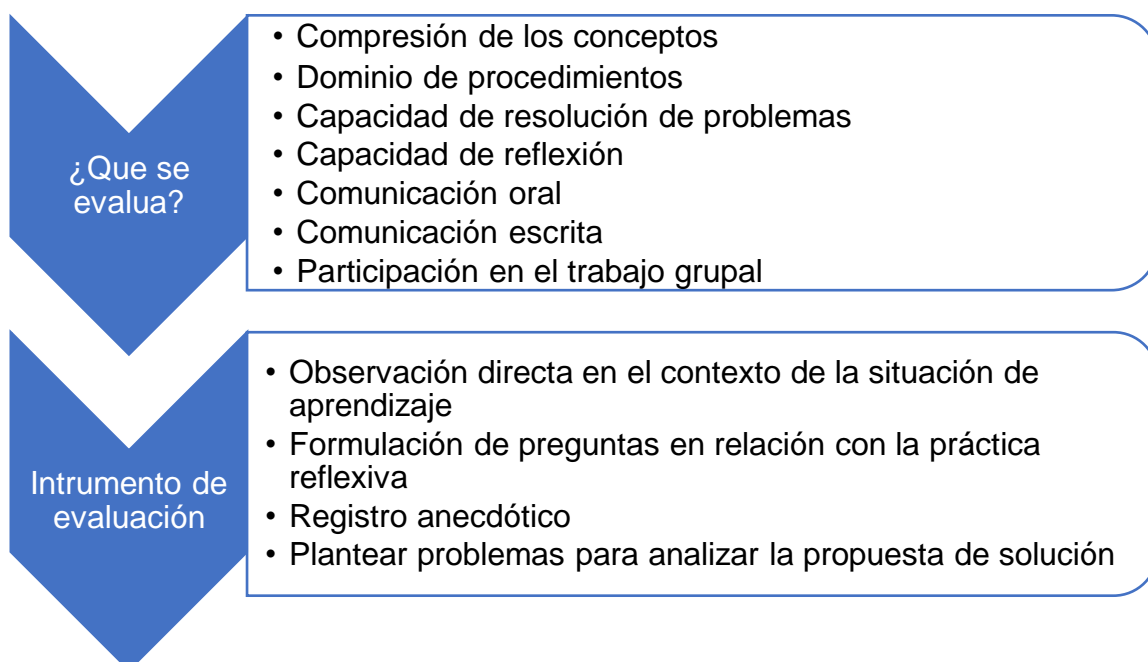 ¿Que se
evalua?
• Compresión de los conceptos
• Dominio de procedimientos
• Capacidad de resolución de problemas
• Capacidad de reflexión
• Comunicación oral
• Comunicación escrita
• Participación en el trabajo grupal
Intrumento de
evaluación
• Observación directa en el contexto de la situación de
aprendizaje
• Formulación de preguntas en relación con la práctica
reflexiva
• Registro anecdótico
• Plantear problemas para analizar la propuesta de solución